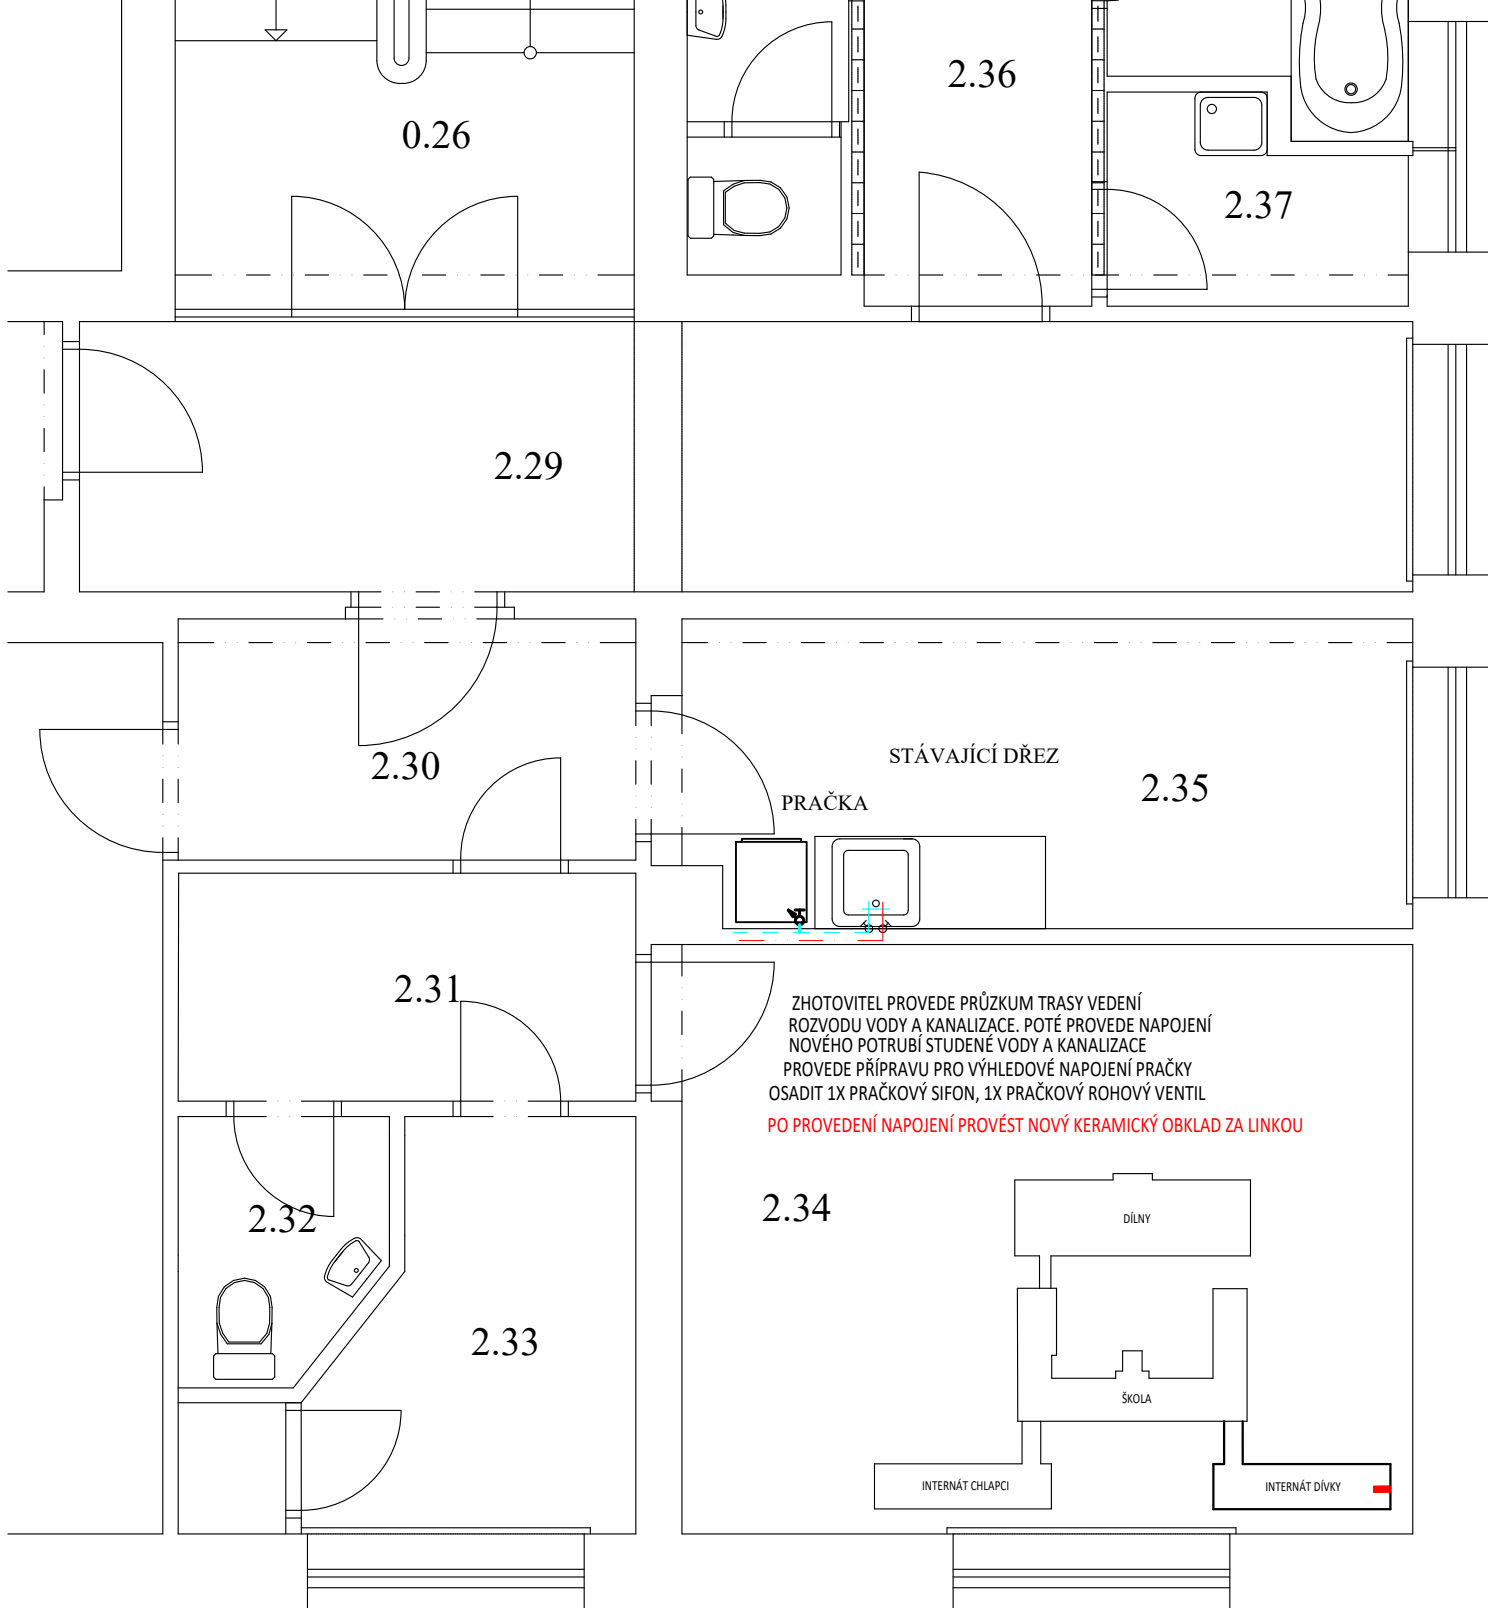 2.36
0.26
2.37
2.29
STÁVAJÍCÍ DŘEZ
2.30
2.35
PRAČKA
2.31
ZHOTOVITEL PROVEDE PRŮZKUM TRASY VEDENÍ
ROZVODU VODY A KANALIZACE. POTÉ PROVEDE NAPOJENÍ
NOVÉHO POTRUBÍ STUDENÉ VODY A KANALIZACE
PROVEDE PŘÍPRAVU PRO VÝHLEDOVÉ NAPOJENÍ PRAČKY
OSADIT 1X PRAČKOVÝ SIFON, 1X PRAČKOVÝ ROHOVÝ VENTIL
PO PROVEDENÍ NAPOJENÍ PROVÉST NOVÝ KERAMICKÝ OBKLAD ZA LINKOU
2.34
2.32
DÍLNY
2.33
ŠKOLA
INTERNÁT CHLAPCI
INTERNÁT DÍVKY